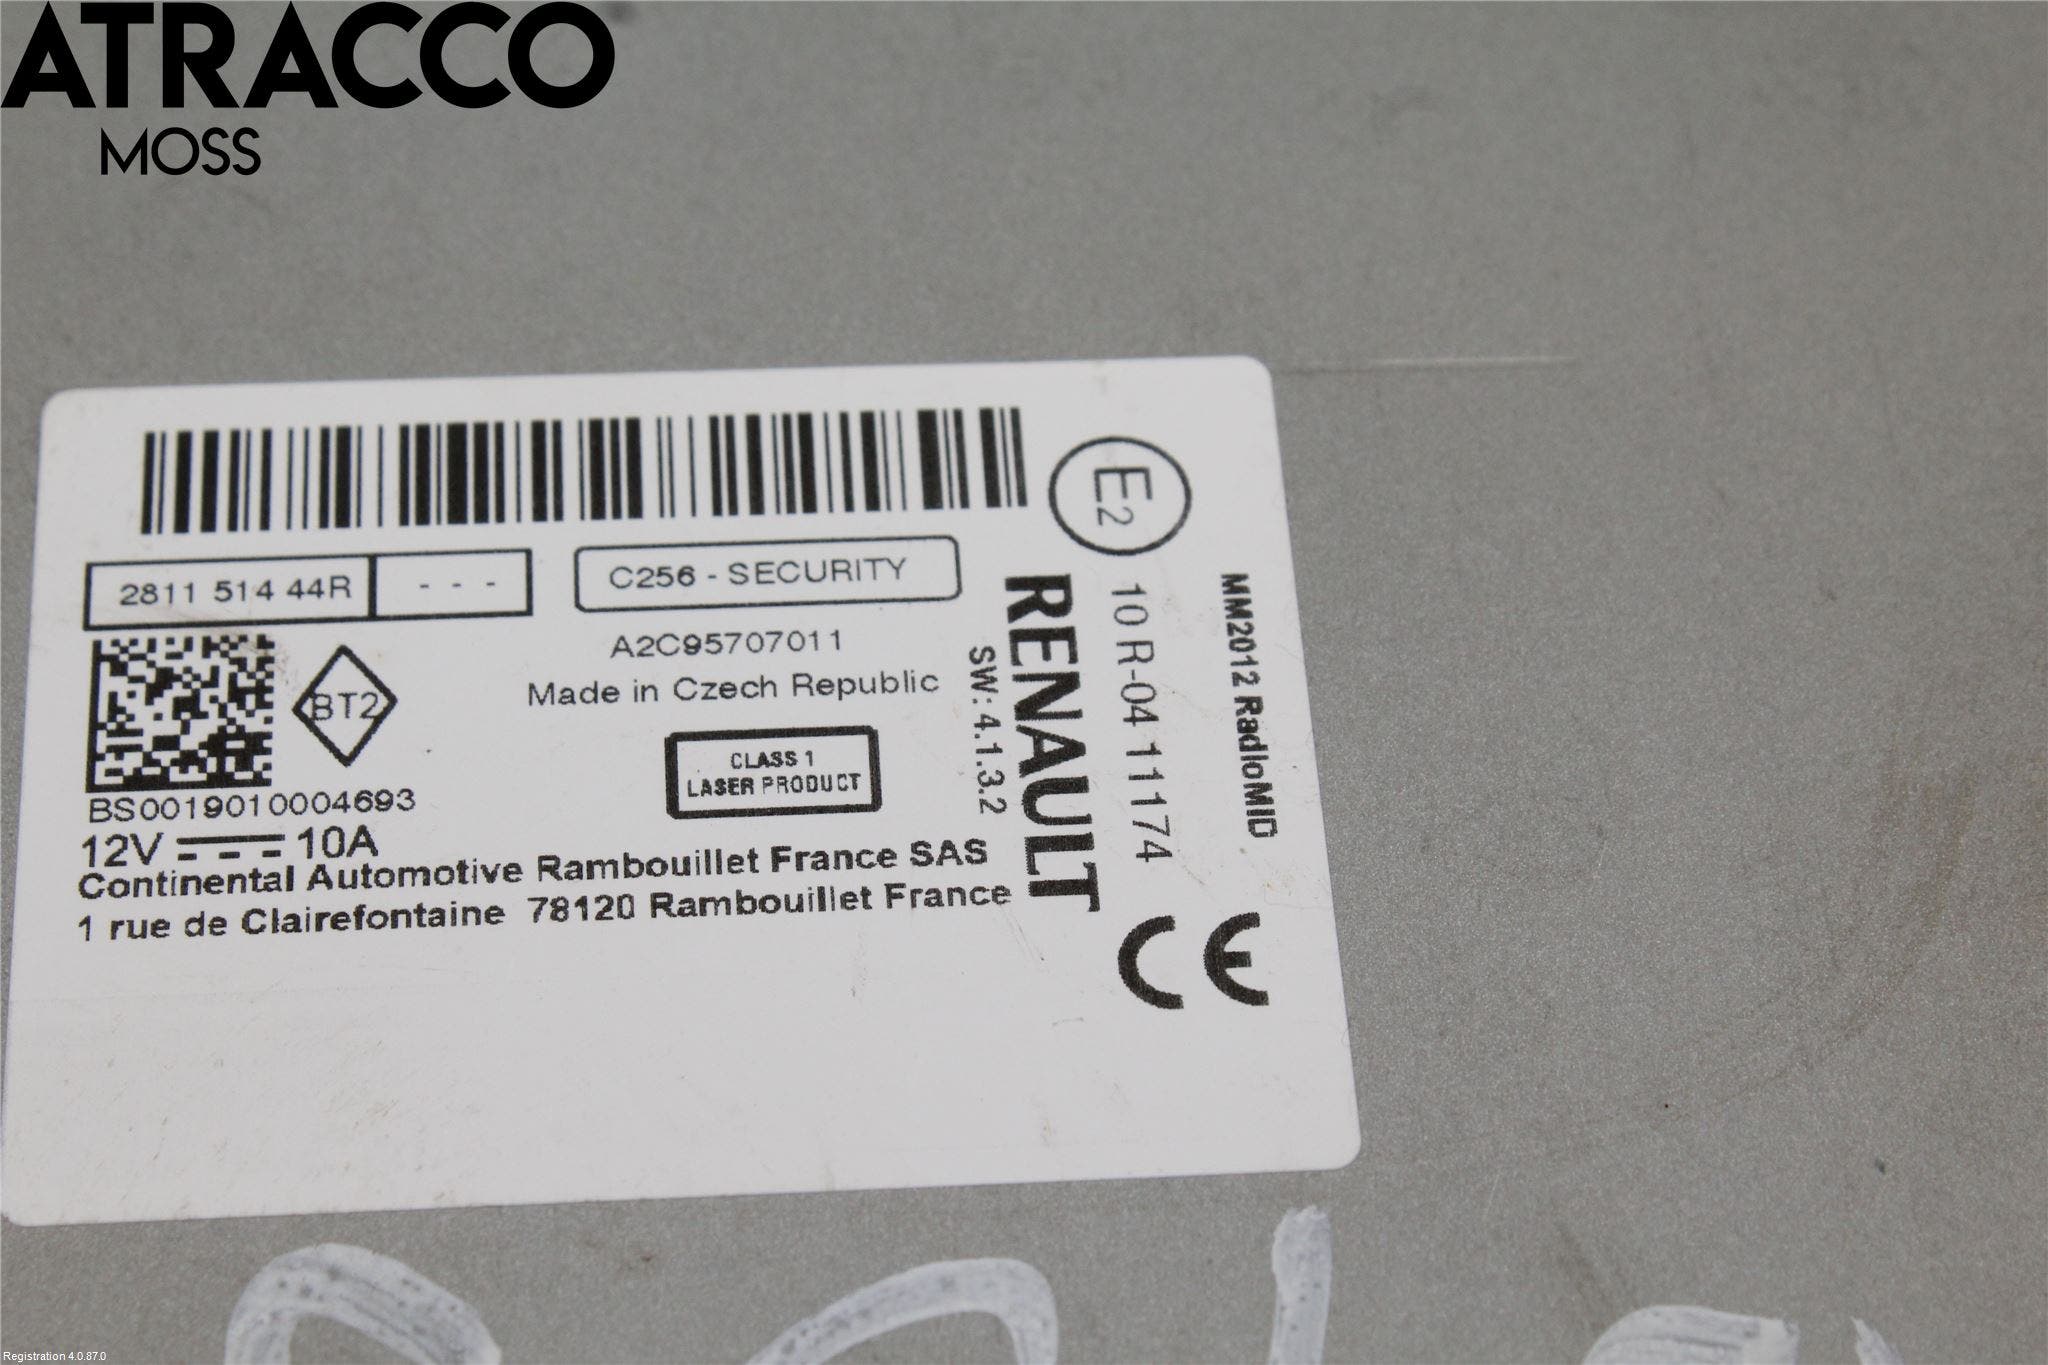 ATRACCO
MOSS
2811 514 44R
- - -
C256 - SECURITY
A2C95707011
Made in Czech Republic
BT2
CLASS 1
LASER PRODUCT
BS0019010004693
12V 10A
Continental Automotive Rambouillet France SAS
1 rue de Clairefontaine 78120 Rambouillet France
SW: 4.1.3.2
RENAULT
E2
10 R-04 11174
MM2012 RadioMID
CE
Registration 4.0.87.0